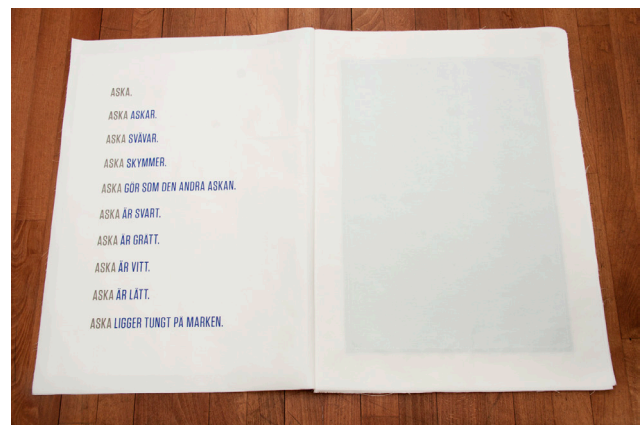 ASKA.
ASKA ASKAR.
ASKA SVÄVAR.
ASKA SKYMMER.
ASKA GÖR SOM DEN ANDRA ASKAN.
ASKA ÄR SVART.
ASKA ÄR GRÅTT.
ASKA ÄR VITT.
ASKA ÄR LÄTT.
ASKA LIGGER TUNGT PÅ MARKEN.